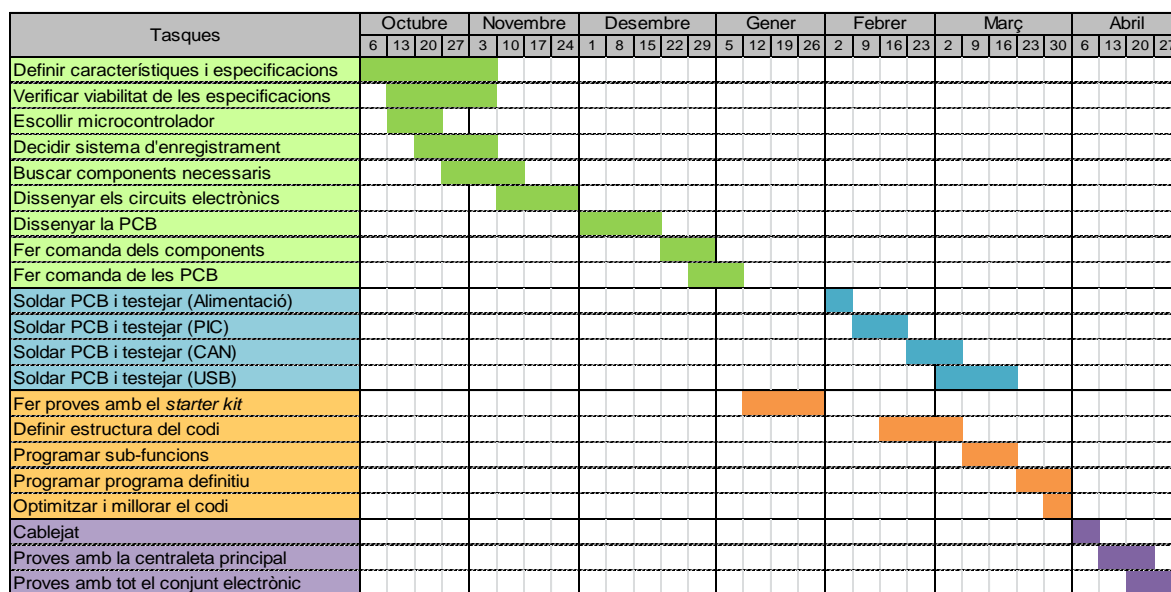 Tasques
Octubre Novembre Desembre Gener Febrer Març Abril
6 13 20 27 3 10 17 24 1 8 15 22 29 5 12 19 26 2 9 16 23 2 9 16 23 30 6 13 20 27
Definir característiques i especificacions
Verificar viabilitat de les especificacions
Escollir microcontrolador
Decidir sistema d'enregistrament
Buscar components necessaris
Dissenyar els circuits electrònics
Dissenyar la PCB
Fer comanda dels components
Fer comanda de les PCB
Soldar PCB i testejar (Alimentació)
Soldar PCB i testejar (PIC)
Soldar PCB i testejar (CAN)
Soldar PCB i testejar (USB)
Fer proves amb el starter kit
Definir estructura del codi
Programar sub-funcions
Programar programa definitiu
Optimitzar i millorar el codi
Cablejat
Proves amb la centraleta principal
Proves amb tot el conjunt electrònic